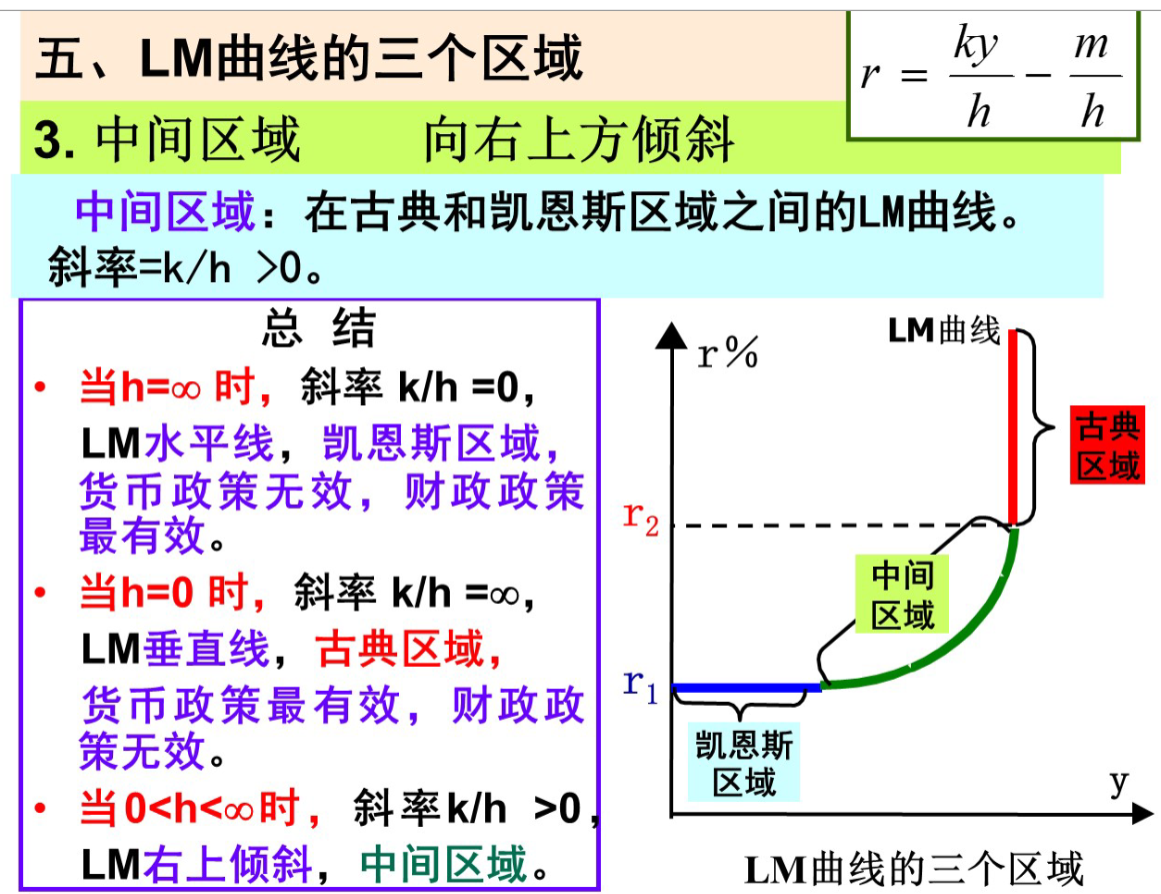 五、LM曲线的三个区域
r = ky/h − m/h
3. 中间区域 向右上方倾斜
中间区域：在古典和凯恩斯区域之间的LM曲线。
斜率=k/h >0。
总 结
• 当h=∞ 时，斜率 k/h =0，
LM水平线，凯恩斯区域，
货币政策无效，财政政策
最有效。
• 当h=0 时，斜率 k/h =∞，
LM垂直线，古典区域，
货币政策最有效，财政政
策无效。
• 当0<h<∞时，斜率k/h >0，
LM右上倾斜，中间区域。
LM曲线
r%
古典
区域
r2
中间
区域
r1
凯恩斯
区域
y
LM曲线的三个区域